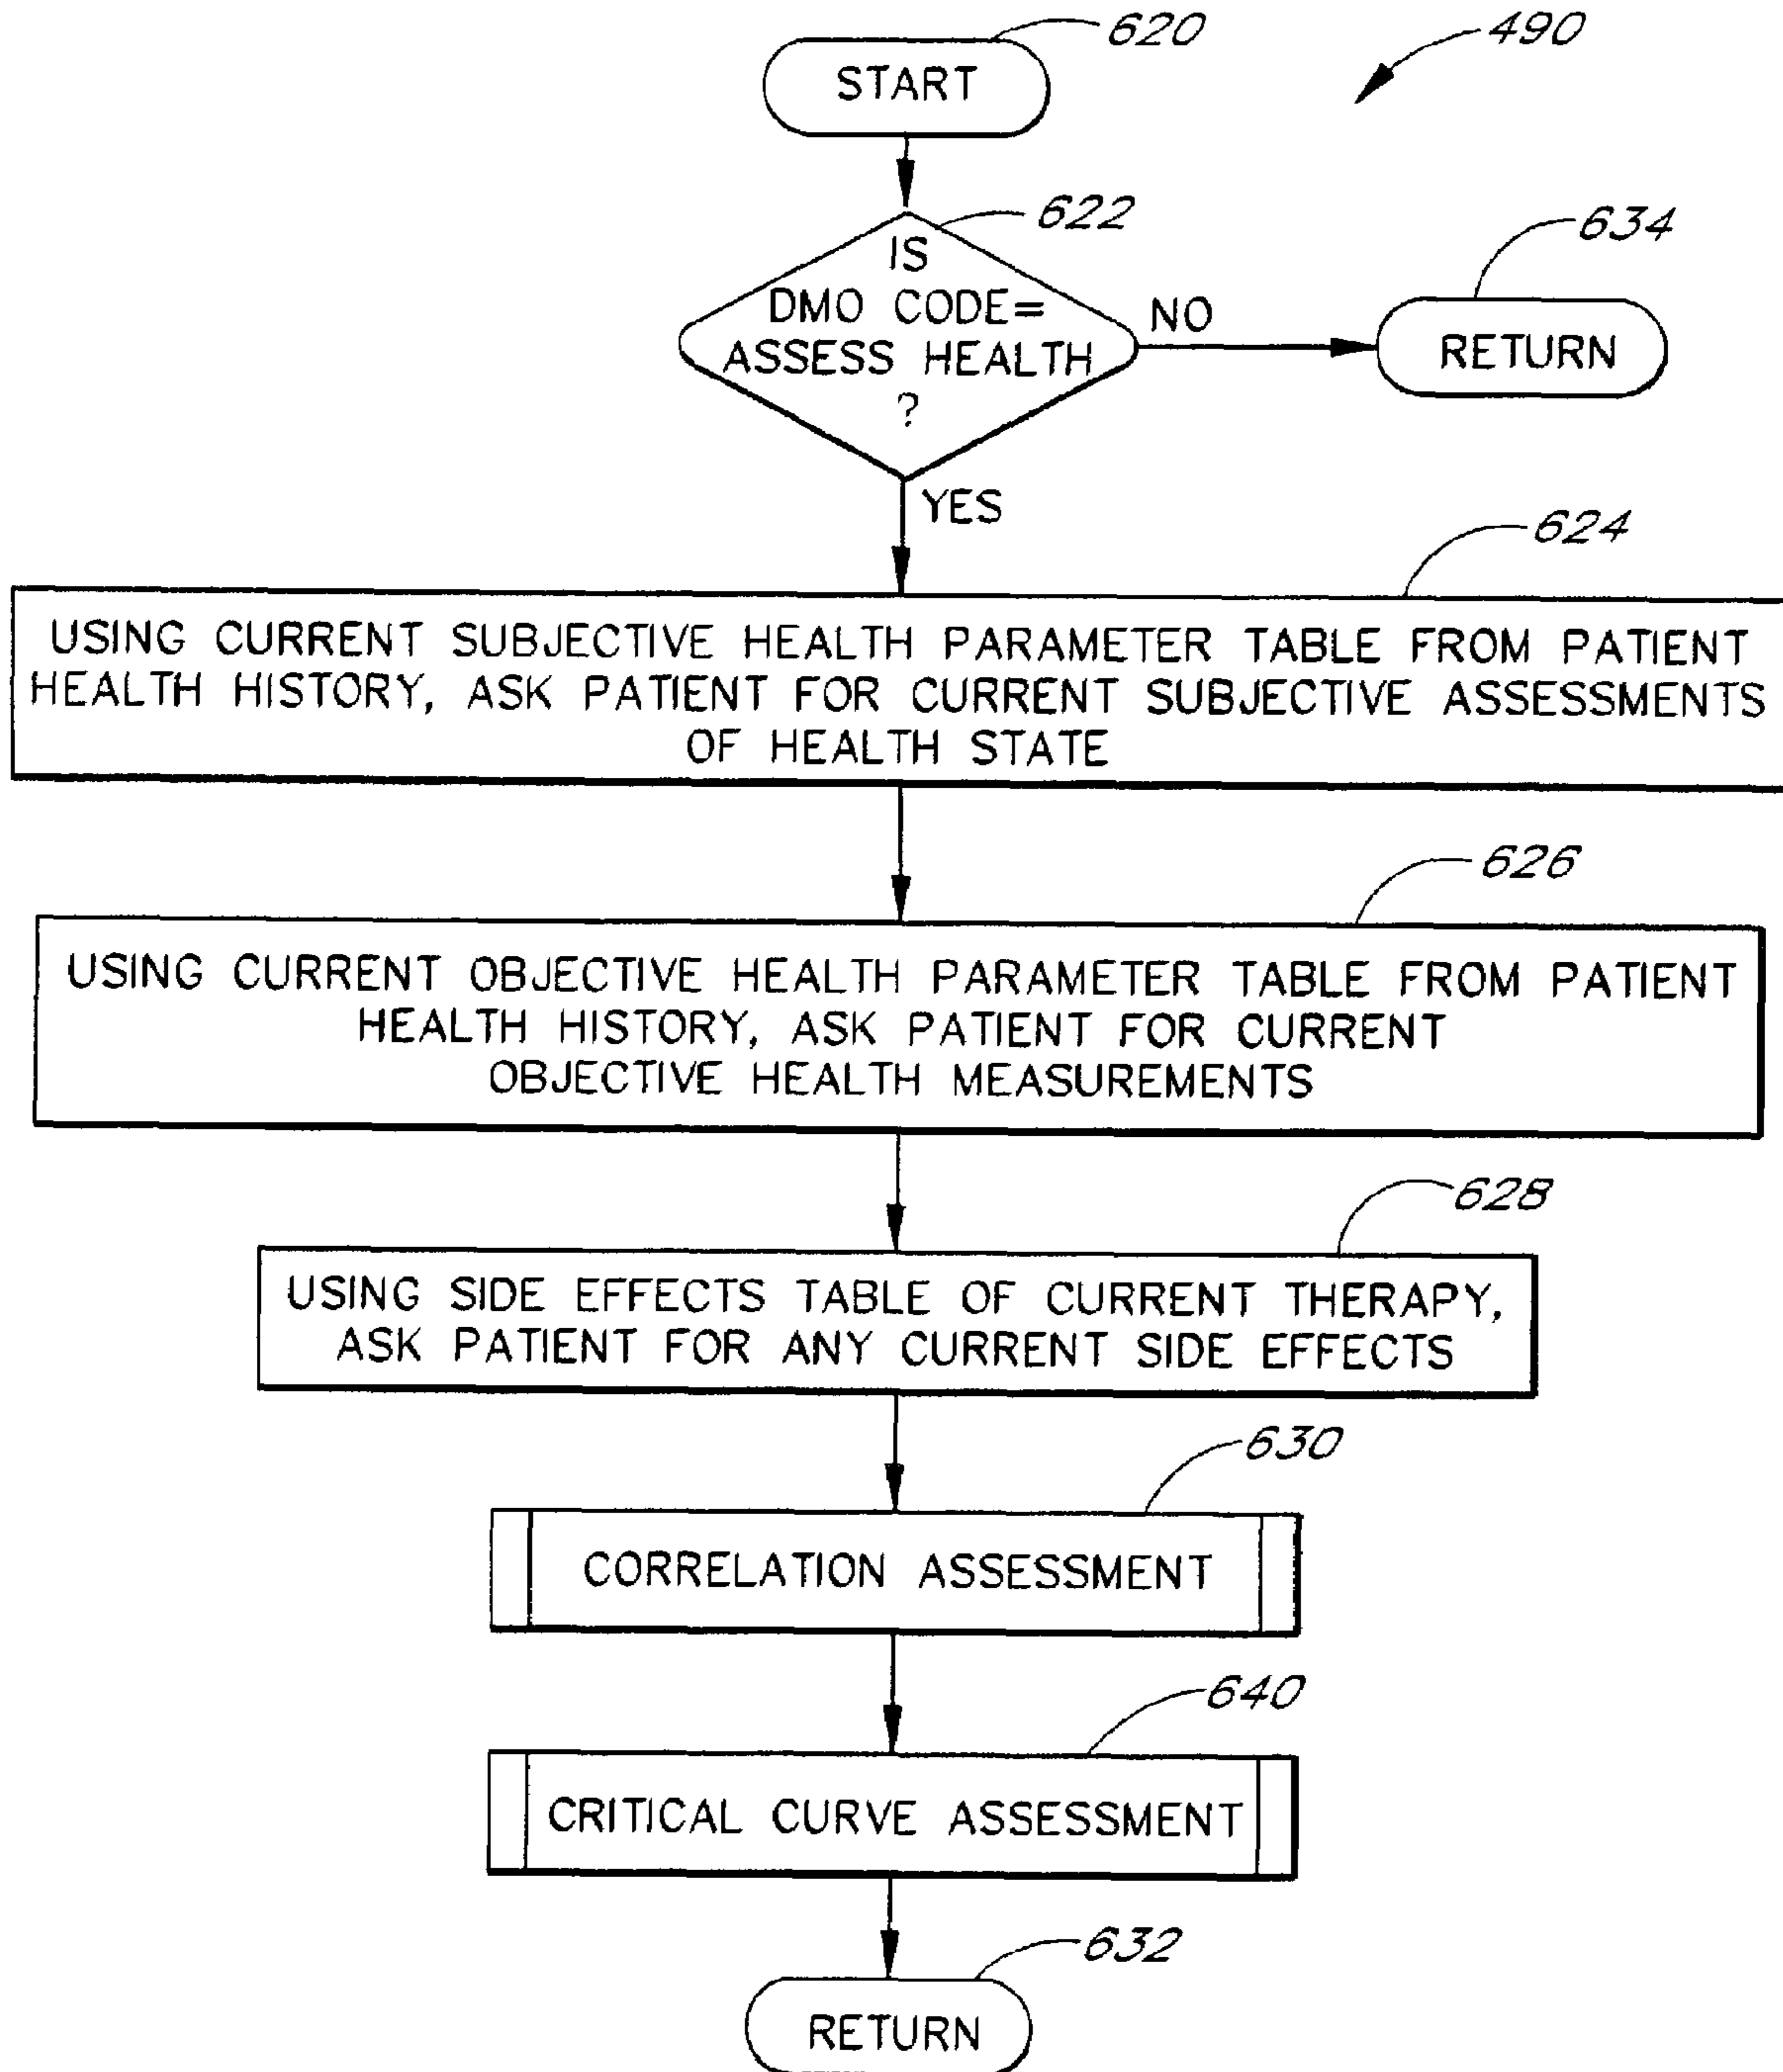 620
490
START
622
634
IS
DMO CODE=
ASSESS HEALTH
?
NO
RETURN
YES
624
USING CURRENT SUBJECTIVE HEALTH PARAMETER TABLE FROM PATIENT
HEALTH HISTORY, ASK PATIENT FOR CURRENT SUBJECTIVE ASSESSMENTS
OF HEALTH STATE
626
USING CURRENT OBJECTIVE HEALTH PARAMETER TABLE FROM PATIENT
HEALTH HISTORY, ASK PATIENT FOR CURRENT
OBJECTIVE HEALTH MEASUREMENTS
628
USING SIDE EFFECTS TABLE OF CURRENT THERAPY,
ASK PATIENT FOR ANY CURRENT SIDE EFFECTS
630
CORRELATION ASSESSMENT
640
CRITICAL CURVE ASSESSMENT
632
RETURN